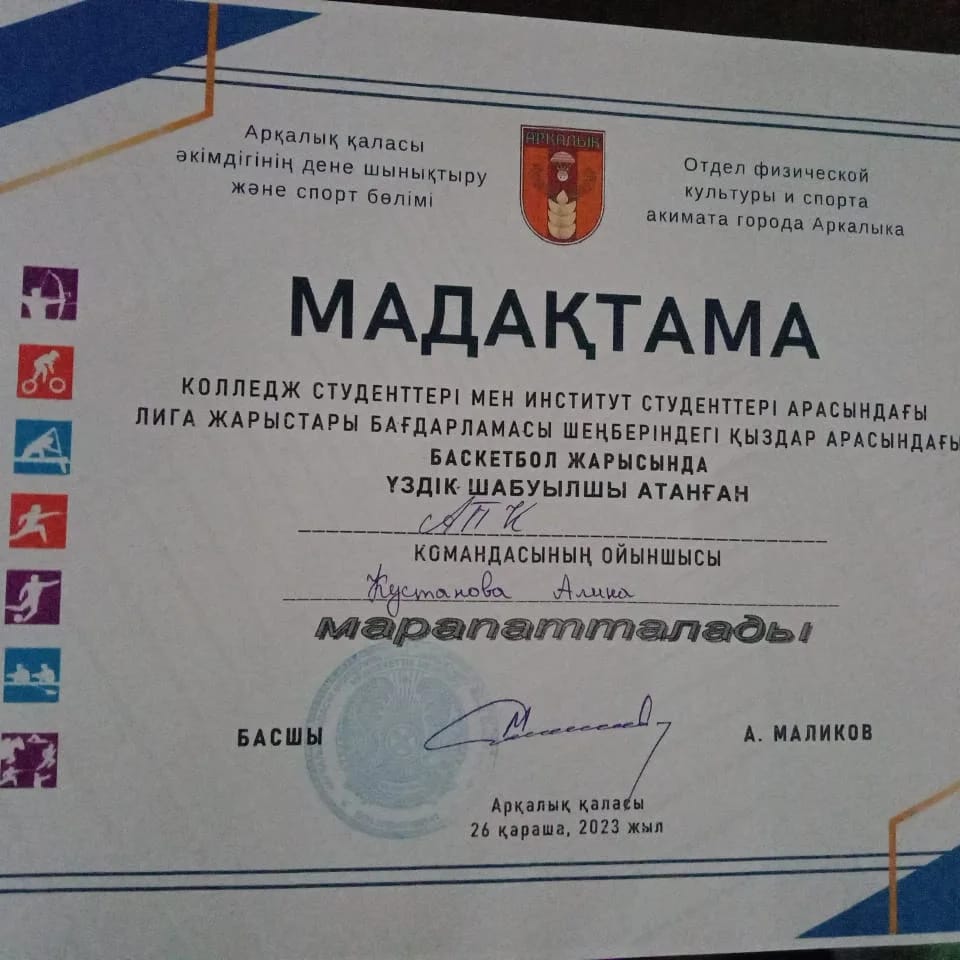 Арқалық қаласы
әкімдігінің дене шынықтыру
және спорт бөлімі
АРКАЛЫК
Отдел физической
культуры и спорта
акимата города Аркалыка
МАДАҚТАМА
КОЛЛЕДЖ СТУДЕНТТЕРІ МЕН ИНСТИТУТ СТУДЕНТТЕРІ АРАСЫНДАҒЫ
ЛИГА ЖАРЫСТАРЫ БАҒДАРЛАМАСЫ ШЕҢБЕРІНДЕГІ ҚЫЗДАР АРАСЫНДАҒЫ
БАСКЕТБОЛ ЖАРЫСЫНДА
ҮЗДІК ШАБУЫЛШЫ АТАНҒАН
АПК
КОМАНДАСЫНЫҢ ОЙЫНШЫСЫ
Кустанова Алина
марапатталады
БАСШЫ
А. МАЛИКОВ
Арқалық қаласы
26 қараша, 2023 жыл